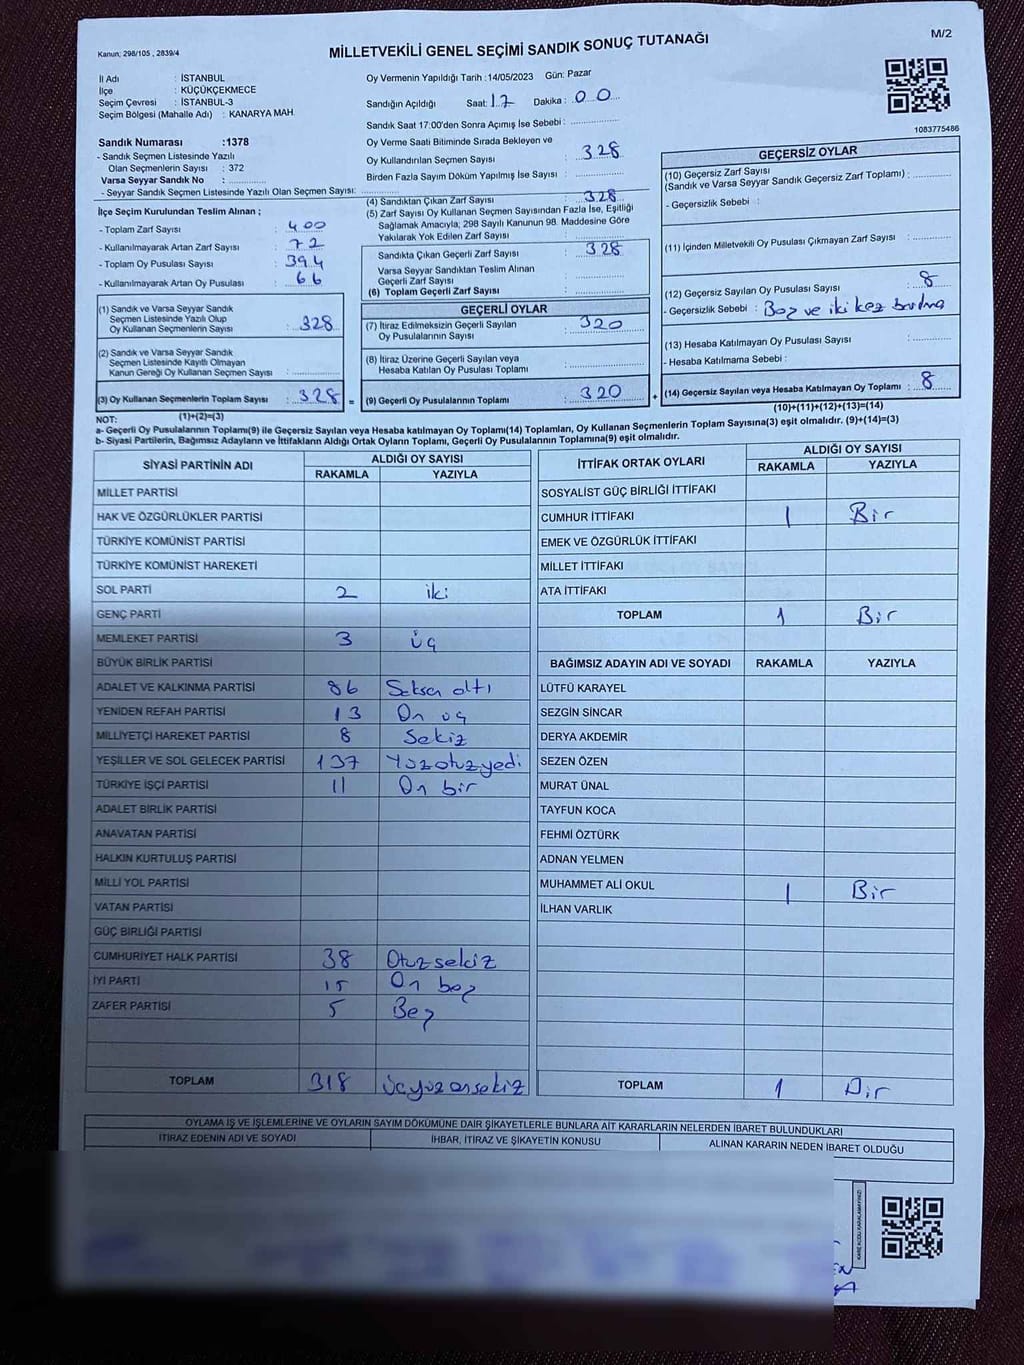 Kanun; 298/105 , 2839/4
MİLLETVEKİLİ GENEL SEÇİMİ SANDIK SONUÇ TUTANAĞI
M/2
İl Adı : İSTANBUL
İlçe : KÜÇÜKÇEKMECE
Seçim Çevresi : İSTANBUL-3
Seçim Bölgesi (Mahalle Adı) : KANARYA MAH.
Oy Vermenin Yapıldığı Tarih :14/05/2023 Gün: Pazar
Sandığın Açıldığı Saat: 17 Dakika : 00
Sandık Saat 17:00'den Sonra Açımış İse Sebebi:
1083775486
Sandık Numarası :1378
- Sandık Seçmen Listesinde Yazılı
Olan Seçmenlerin Sayısı : 372
Varsa Seyyar Sandık No :
- Seyyar Sandık Seçmen Listesinde Yazılı Olan Seçmen Sayısı:
Oy Verme Saati Bitiminde Sırada Bekleyen ve
Oy Kullandırılan Seçmen Sayısı : 328
Birden Fazla Sayım Döküm Yapılmış İse Sayısı :
İlçe Seçim Kurulundan Teslim Alınan ;
- Toplam Zarf Sayısı : 400
- Kullanılmayarak Artan Zarf Sayısı : 72
- Toplam Oy Pusulası Sayısı : 394
- Kullanılmayarak Artan Oy Pusulası : 66
(4) Sandıktan Çıkan Zarf Sayısı : 328
(5) Zarf Sayısı Oy Kullanan Seçmen Sayısından Fazla İse, Eşitliği
Sağlamak Amacıyla; 298 Sayılı Kanunun 98. Maddesine Göre
Yakılarak Yok Edilen Zarf Sayısı :
Sandıkta Çıkan Geçerli Zarf Sayısı : 328
Varsa Seyyar Sandıktan Teslim Alınan
Geçerli Zarf Sayısı :
(6) Toplam Geçerli Zarf Sayısı :
GEÇERSİZ OYLAR
(10) Geçersiz Zarf Sayısı
(Sandık ve Varsa Seyyar Sandık Geçersiz Zarf Toplamı) :
- Geçersizlik Sebebi :
(11) İçinden Milletvekili Oy Pusulası Çıkmayan Zarf Sayısı :
(12) Geçersiz Sayılan Oy Pusulası Sayısı : 8
- Geçersizlik Sebebi : Boş ve iki kez basılma
(13) Hesaba Katılmayan Oy Pusulası Sayısı :
- Hesaba Katılmama Sebebi :
(14) Geçersiz Sayılan veya Hesaba Katılmayan Oy Toplamı : 8
(10)+(11)+(12)+(13)=(14)
(1) Sandık ve Varsa Seyyar Sandık
Seçmen Listesinde Yazılı Olup
Oy Kullanan Seçmenlerin Sayısı : 328
(2) Sandık ve Varsa Seyyar Sandık
Seçmen Listesinde Kayıtlı Olmayan
Kanun Gereği Oy Kullanan Seçmen Sayısı :
(3) Oy Kullanan Seçmenlerin Toplam Sayısı : 328 =
(1)+(2)=(3)
GEÇERLİ OYLAR
(7) İtiraz Edilmeksizin Geçerli Sayılan
Oy Pusulalarının Sayısı : 320
(8) İtiraz Üzerine Geçerli Sayılan veya
Hesaba Katılan Oy Pusulası Toplamı :
(9) Geçerli Oy Pusulalarının Toplamı : 320 +
NOT:
a- Geçerli Oy Pusulalarının Toplamı(9) ile Geçersiz Sayılan veya Hesaba katılmayan Oy Toplamı(14) Toplamları, Oy Kullanan Seçmenlerin Toplam Sayısına(3) eşit olmalıdır. (9)+(14)=(3)
b- Siyasi Partilerin, Bağımsız Adayların ve İttifakların Aldığı Ortak Oyların Toplamı, Geçerli Oy Pusulalarının Toplamına(9) eşit olmalıdır.
SİYASİ PARTİNİN ADI ALDIĞI OY SAYISI
RAKAMLA YAZIYLA
MİLLET PARTİSİ
HAK VE ÖZGÜRLÜKLER PARTİSİ
TÜRKİYE KOMÜNİST PARTİSİ
TÜRKİYE KOMÜNİST HAREKETİ
SOL PARTİ 2 iki
GENÇ PARTİ
MEMLEKET PARTİSİ 3 üç
BÜYÜK BİRLİK PARTİSİ
ADALET VE KALKINMA PARTİSİ 86 Seksen altı
YENİDEN REFAH PARTİSİ 13 On üç
MİLLİYETÇİ HAREKET PARTİSİ 8 Sekiz
YEŞİLLER VE SOL GELECEK PARTİSİ 137 Yüzotuzyedi
TÜRKİYE İŞÇİ PARTİSİ 11 On bir
ADALET BİRLİK PARTİSİ
ANAVATAN PARTİSİ
HALKIN KURTULUŞ PARTİSİ
MİLLİ YOL PARTİSİ
VATAN PARTİSİ
GÜÇ BİRLİĞİ PARTİSİ
CUMHURİYET HALK PARTİSİ 38 Otuzsekiz
İYİ PARTİ 15 On beş
ZAFER PARTİSİ 5 Beş
TOPLAM 318 Üçyüzonsekiz
İTTİFAK ORTAK OYLARI ALDIĞI OY SAYISI
RAKAMLA YAZIYLA
SOSYALİST GÜÇ BİRLİĞİ İTTİFAKI
CUMHUR İTTİFAKI 1 Bir
EMEK VE ÖZGÜRLÜK İTTİFAKI
MİLLET İTTİFAKI
ATA İTTİFAKI
TOPLAM 1 Bir
BAĞIMSIZ ADAYIN ADI VE SOYADI RAKAMLA YAZIYLA
LÜTFÜ KARAYEL
SEZGİN SİNCAR
DERYA AKDEMİR
SEZEN ÖZEN
MURAT ÜNAL
TAYFUN KOCA
FEHMİ ÖZTÜRK
ADNAN YELMEN
MUHAMMET ALİ OKUL 1 Bir
İLHAN VARLIK
TOPLAM 1 Bir
OYLAMA İŞ VE İŞLEMLERİNE VE OYLARIN SAYIM DÖKÜMÜNE DAİR ŞİKAYETLERLE BUNLARA AİT KARARLARIN NELERDEN İBARET BULUNDUKLARI
İTİRAZ EDENİN ADI VE SOYADI İHBAR, İTİRAZ VE ŞİKAYETİN KONUSU ALINAN KARARIN NEDEN İBARET OLDUĞU